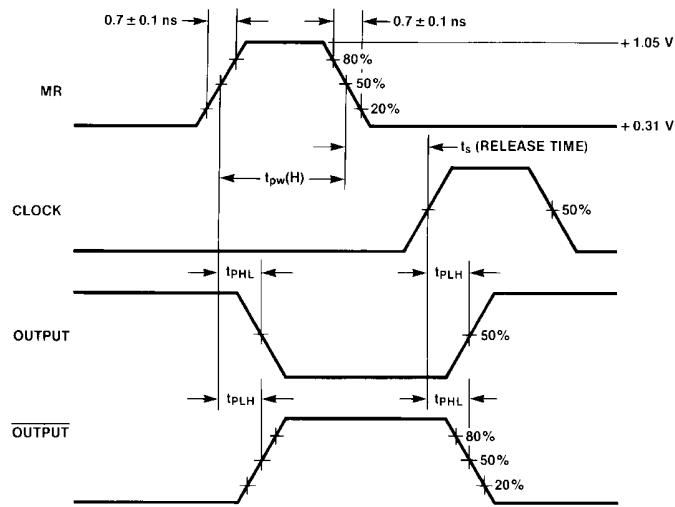 0.7 ± 0.1 ns
0.7 ± 0.1 ns
+ 1.05 V
80%
MR
50%
20%
+ 0.31 V
ts (RELEASE TIME)
tpw(H)
CLOCK
50%
tPHL
tPLH
OUTPUT
50%
tPLH
tPHL
OUTPUT
80%
50%
20%